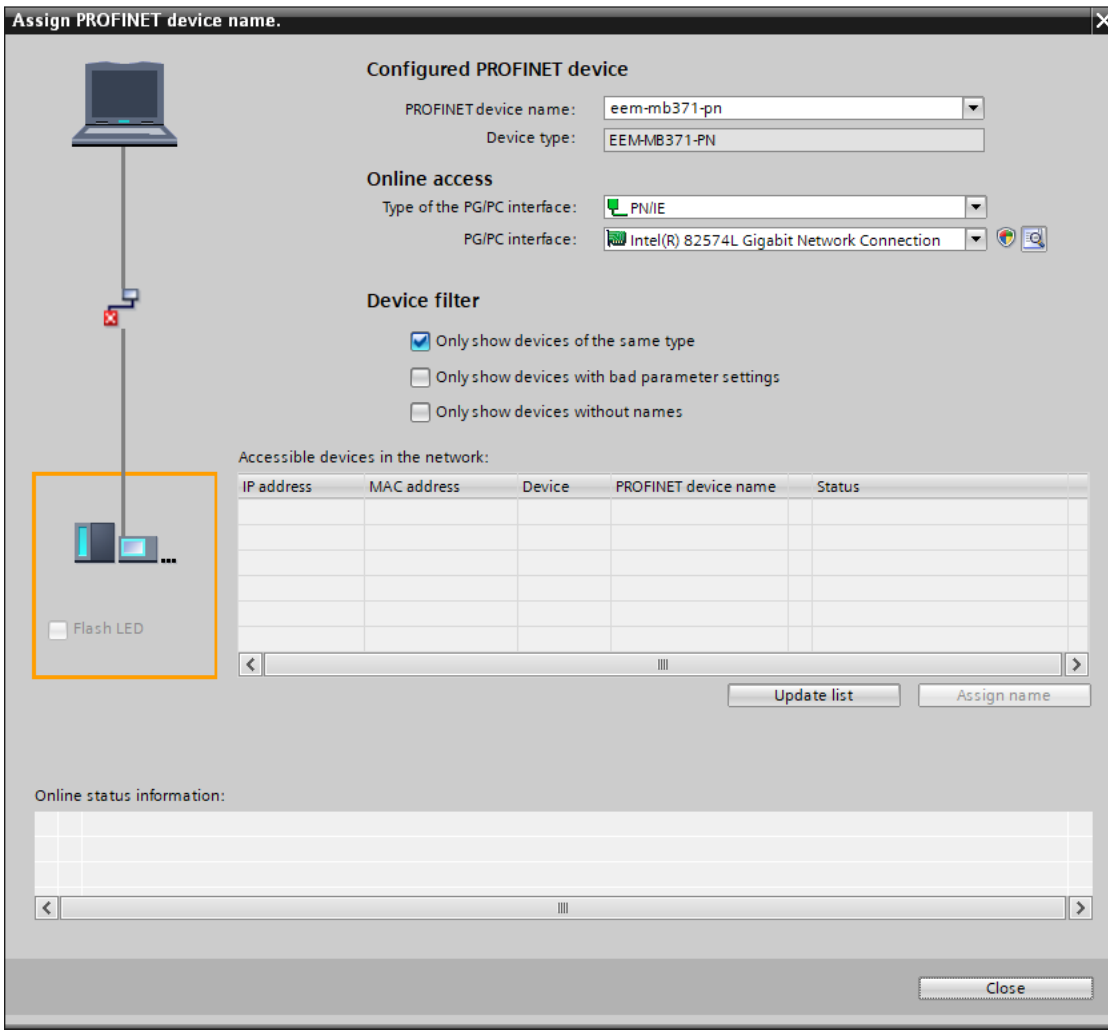 Assign PROFINET device name.
Configured PROFINET device
PROFINET device name: eem-mb371-pn
Device type: EEM-MB371-PN
Online access
Type of the PG/PC interface: PN/IE
PG/PC interface: Intel(R) 82574L Gigabit Network Connection
Device filter
Only show devices of the same type
Only show devices with bad parameter settings
Only show devices without names
Accessible devices in the network:
IP address MAC address Device PROFINET device name Status
Flash LED
Update list Assign name
Online status information:
Close